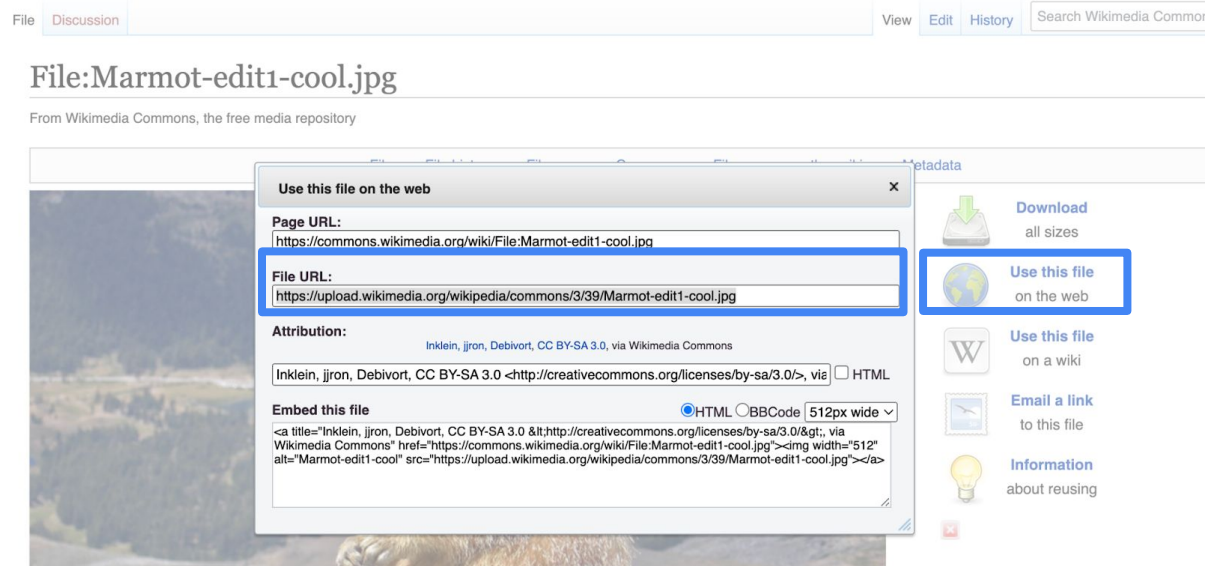 File Discussion View Edit History Search Wikimedia Common
File:Marmot-edit1-cool.jpg
From Wikimedia Commons, the free media repository
Metadata
Use this file on the web x
Page URL:
https://commons.wikimedia.org/wiki/File:Marmot-edit1-cool.jpg
File URL:
https://upload.wikimedia.org/wikipedia/commons/3/39/Marmot-edit1-cool.jpg
Attribution:
Inklein, jjron, Debivort, CC BY-SA 3.0, via Wikimedia Commons
Inklein, jjron, Debivort, CC BY-SA 3.0 <http://creativecommons.org/licenses/by-sa/3.0/>, via HTML
Embed this file HTML BBCode 512px wide
<a title="Inklein, jjron, Debivort, CC BY-SA 3.0 &lt;http://creativecommons.org/licenses/by-sa/3.0/&gt;, via
Wikimedia Commons" href="https://commons.wikimedia.org/wiki/File:Marmot-edit1-cool.jpg"><img width="512"
alt="Marmot-edit1-cool" src="https://upload.wikimedia.org/wikipedia/commons/3/39/Marmot-edit1-cool.jpg"></a>
Download
all sizes
Use this file
on the web
W
Use this file
on a wiki
Email a link
to this file
Information
about reusing